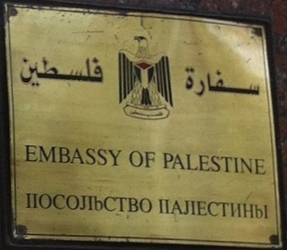 سفارة فلسطين
EMBASSY OF PALESTINE
ПОСОЛЬСТВО ПАЛЕСТИНЫ